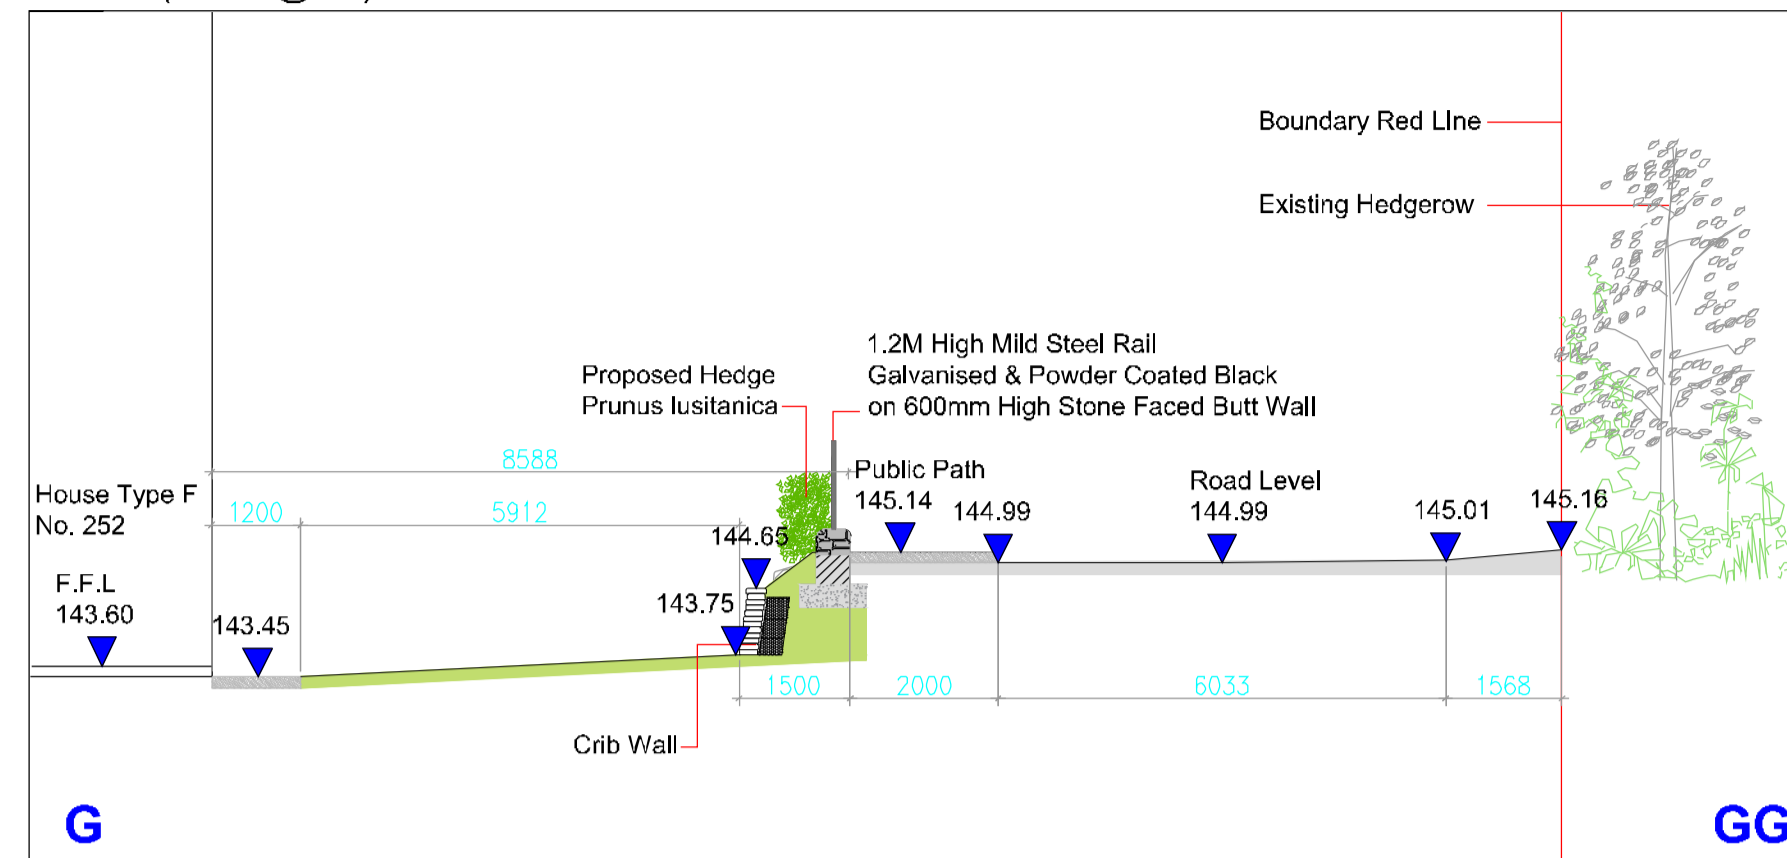 Boundary Red LIne
Existing Hedgerow
1.2M High Mild Steel Rail
Galvanised & Powder Coated Black
on 600mm High Stone Faced Butt Wall
Proposed Hedge
Prunus lusitanica
8588
Public Path
145.14
144.99
Road Level
144.99
145.01
145.16
House Type F
No. 252
1200
5912
144.65
F.F.L
143.60
143.45
143.75
1500
2000
6033
1568
Crib Wall
G
GG